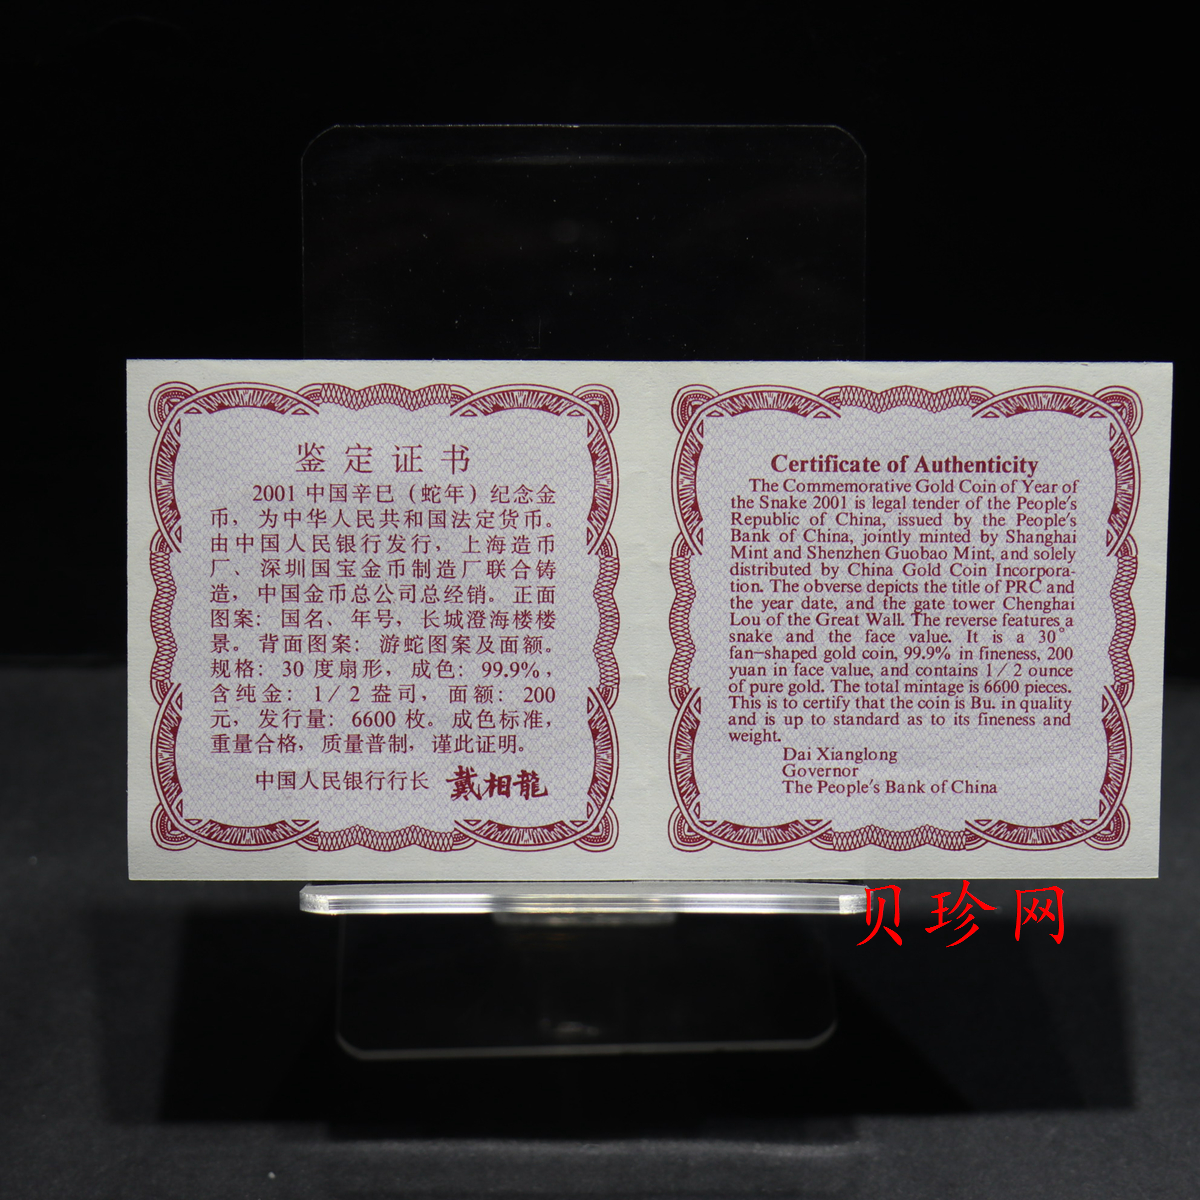 鉴定证书
2001 中国辛巳（蛇年）纪念金
币，为中华人民共和国法定货币。
由中国人民银行发行，上海造币
厂、深圳国宝金币制造厂联合铸
造，中国金币总公司总经销。正面
图案：国名、年号，长城澄海楼楼
景。背面图案：游蛇图案及面额。
规格：30 度扇形，成色：99.9%，
含纯金：1／2 盎司，面额：200
元，发行量：6600 枚。成色标准，
重量合格，质量普制，谨此证明。
中国人民银行行长 戴相龍
Certificate of Authenticity
The Commemorative Gold Coin of Year of
the Snake 2001 is legal tender of the People's
Republic of China, issued by the People's
Bank of China, jointly minted by Shanghai
Mint and Shenzhen Guobao Mint, and solely
distributed by China Gold Coin Incorpora-
tion. The obverse depicts the title of PRC and
the year date, and the gate tower Chenghai
Lou of the Great Wall. The reverse features a
snake and the face value. It is a 30°
fan-shaped gold coin, 99.9% in fineness, 200
yuan in face value, and contains 1／2 ounce
of pure gold. The total mintage is 6600 pieces.
This is to certify that the coin is Bu. in quality
and is up to standard as to its fineness and
weight.
Dai Xianglong
Governor
The People's Bank of China
贝珍网